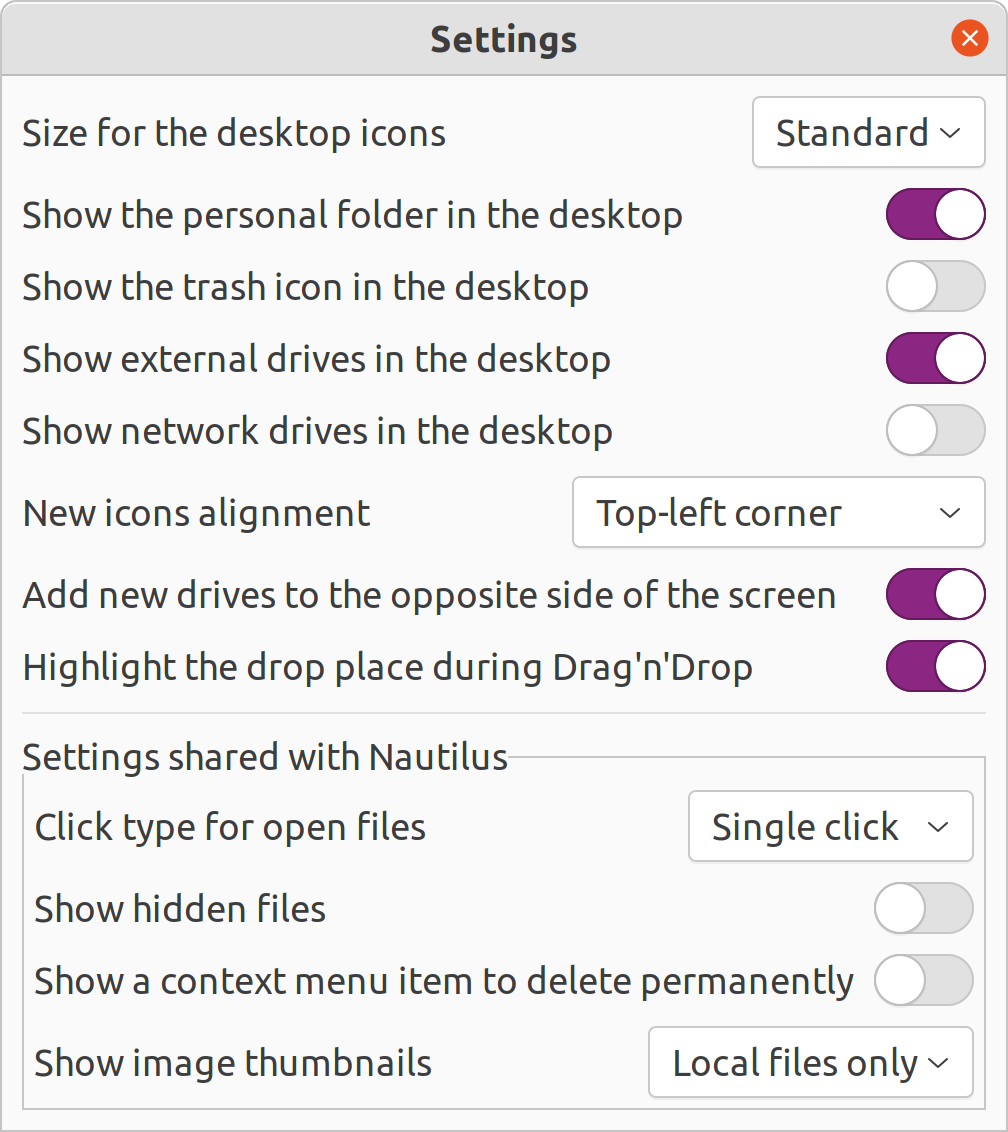 Settings
Size for the desktop icons Standard
Show the personal folder in the desktop
Show the trash icon in the desktop
Show external drives in the desktop
Show network drives in the desktop
New icons alignment Top-left corner
Add new drives to the opposite side of the screen
Highlight the drop place during Drag'n'Drop
Settings shared with Nautilus
Click type for open files Single click
Show hidden files
Show a context menu item to delete permanently
Show image thumbnails Local files only